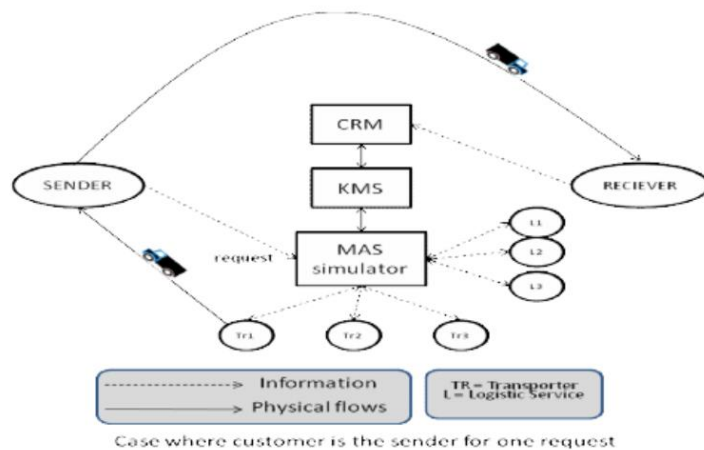 CRM
SENDER
KMS
RECIEVER
request
MAS
simulator
L1
L2
L3
Tr1
Tr2
Tr3
Information
Physical flows
TR = Transporter
L = Logistic Service
Case where customer is the sender for one request